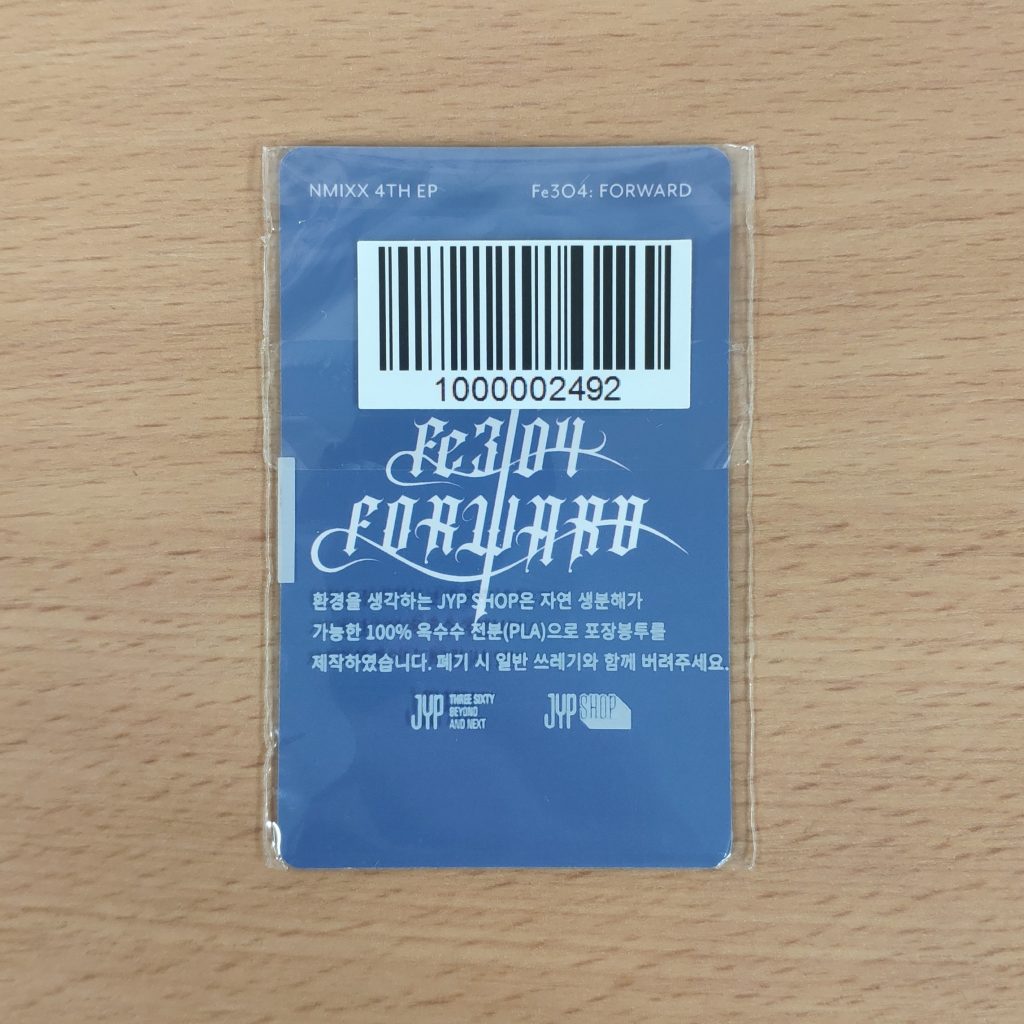 NMIXX 4TH EP
Fe3O4: FORWARD
1000002492
Fe3O4
FORWARD
환경을 생각하는 JYP SHOP은 자연 생분해가
가능한 100% 옥수수 전분(PLA)으로 포장봉투를
제작하였습니다. 폐기 시 일반 쓰레기와 함께 버려주세요.
JYP THREE SIXTY
BEYOND
AND NEXT
JYP SHOP